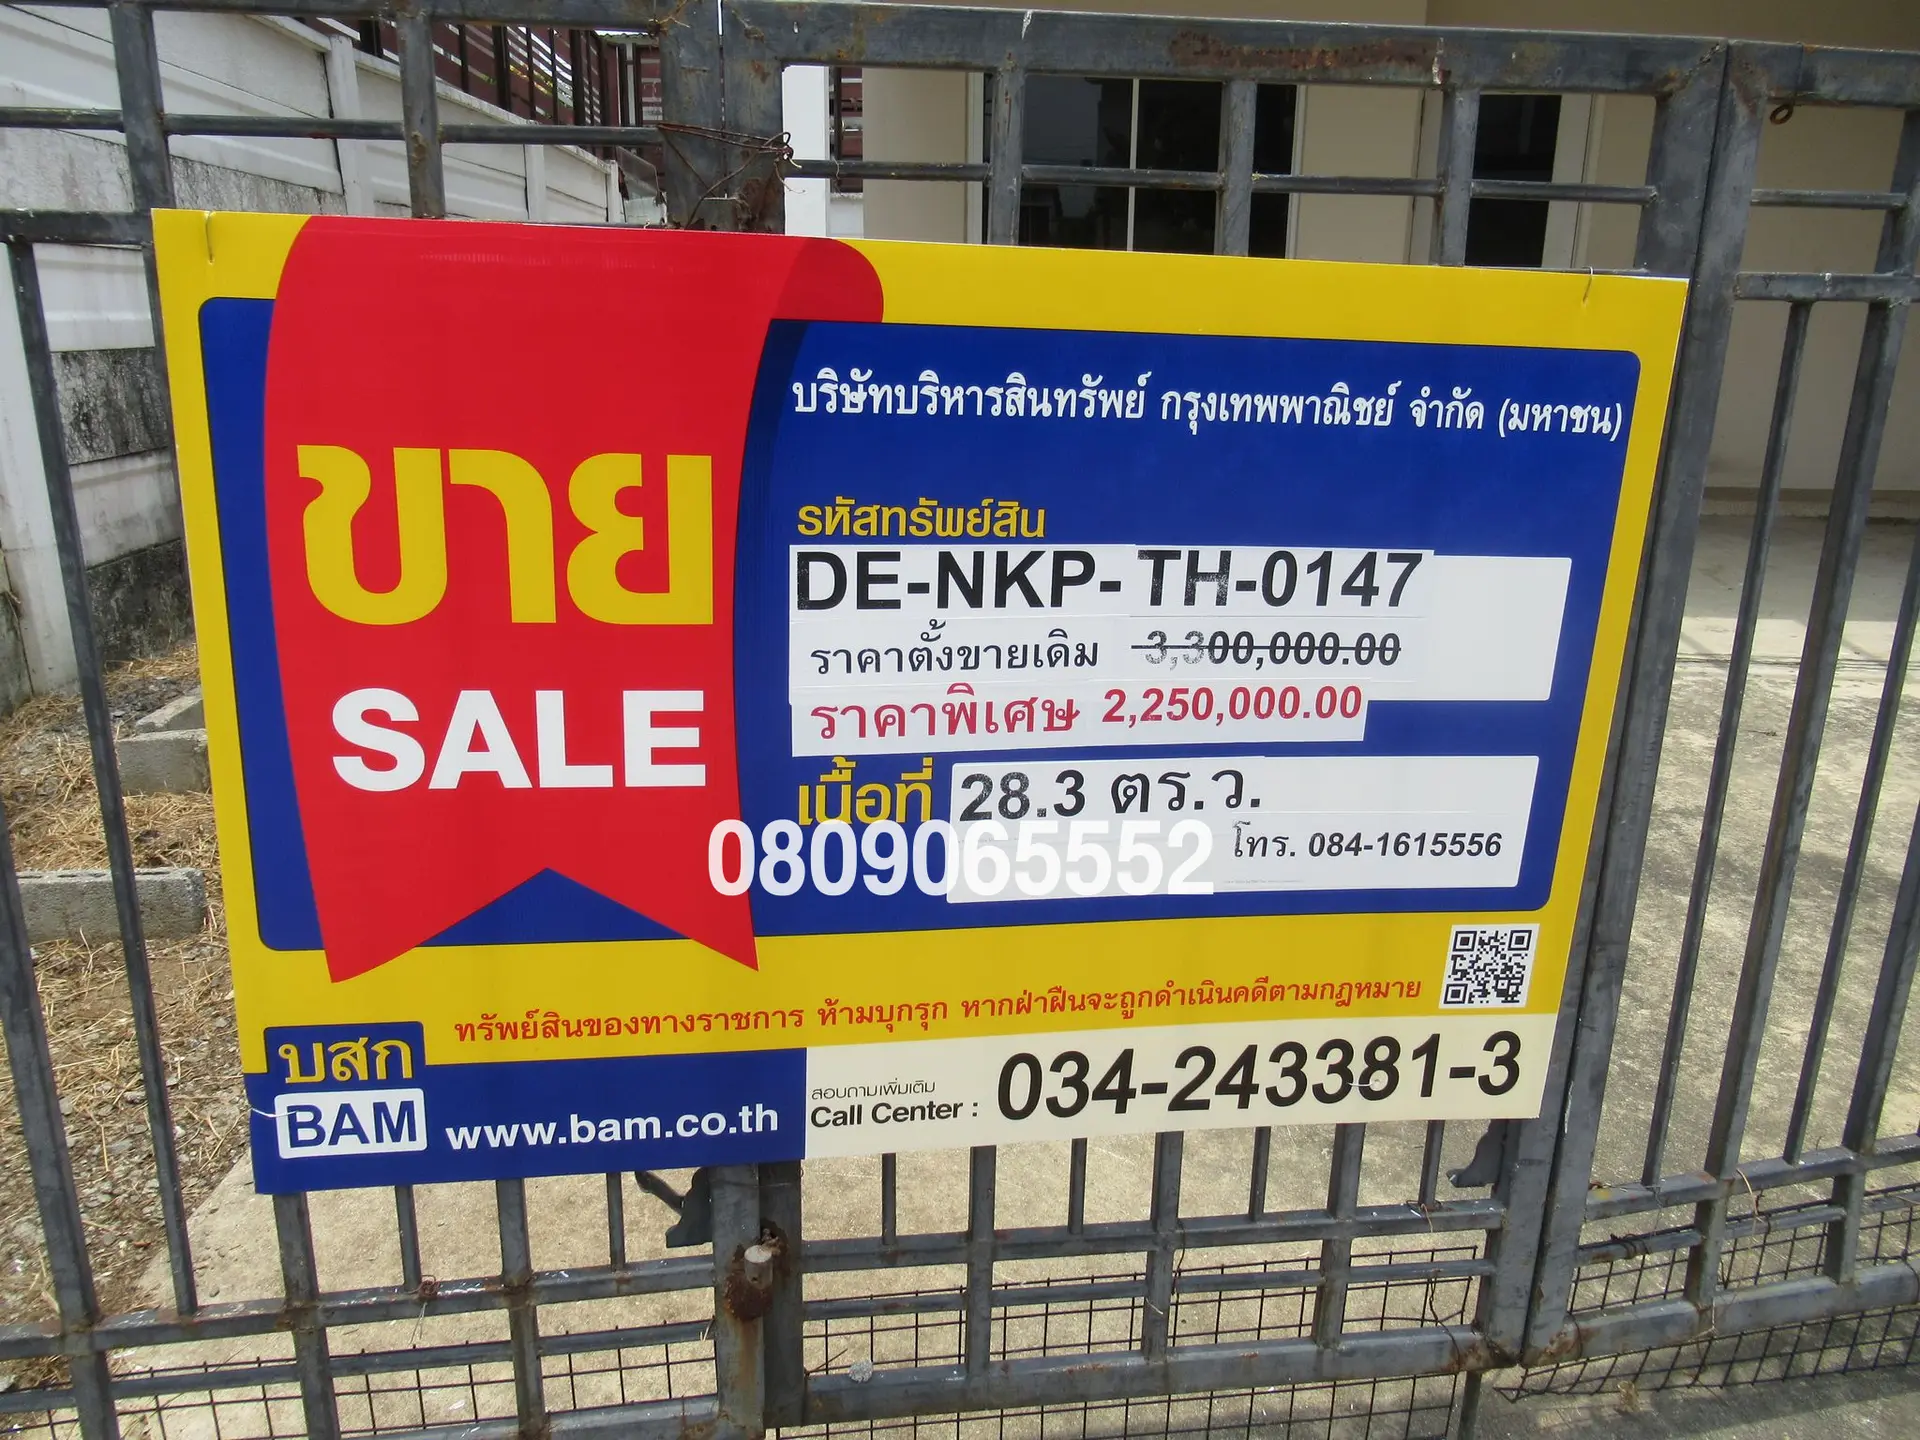 ขาย
SALE
บริษัทบริหารสินทรัพย์ กรุงเทพพาณิชย์ จำกัด (มหาชน)
รหัสทรัพย์สิน
DE-NKP-TH-0147
ราคาตั้งขายเดิม 3,300,000.00
ราคาพิเศษ 2,250,000.00
เนื้อที่ 28.3 ตร.ว.
โทร. 084-1615556
0809065552
ทรัพย์สินของทางราชการ ห้ามบุกรุก หากฝ่าฝืนจะถูกดำเนินคดีตามกฎหมาย
บสก
BAM
www.bam.co.th
สอบถามเพิ่มเติม
Call Center : 034-243381-3